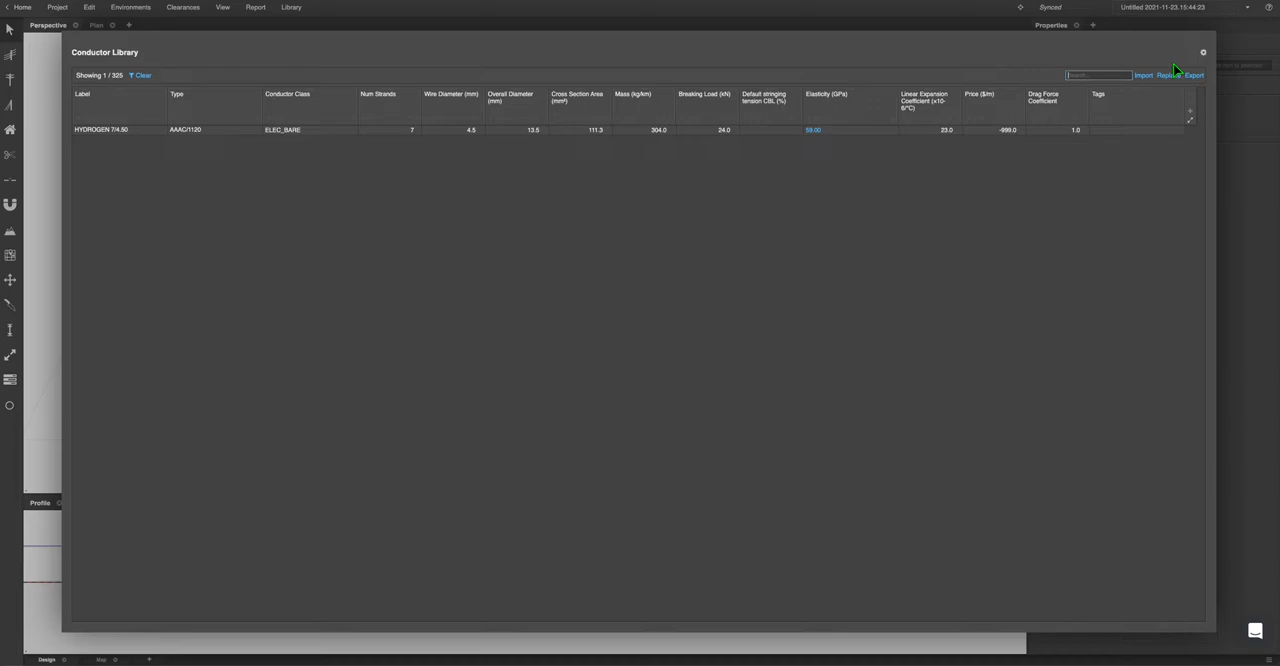 Home Project Edit Environments Clearances View Report Library Synced Untitled 2021-11-23.15:44:23
Perspective Plan + Properties +
Conductor Library
Showing 1 / 325 Clear Search... Import Replace Export
Label Type Conductor Class Num Strands Wire Diameter (mm) Overall Diameter (mm) Cross Section Area (mm²) Mass (kg/km) Breaking Load (kN) Default stringing tension CBL (%) Elasticity (GPa) Linear Expansion Coefficient (x10-6/°C) Price ($/m) Drag Force Coefficient Tags
HYDROGEN 7/4.50 AAAC/1120 ELEC_BARE 7 4.5 13.5 111.3 304.0 24.0 59.00 23.0 -999.0 1.0
Profile
Design Map +